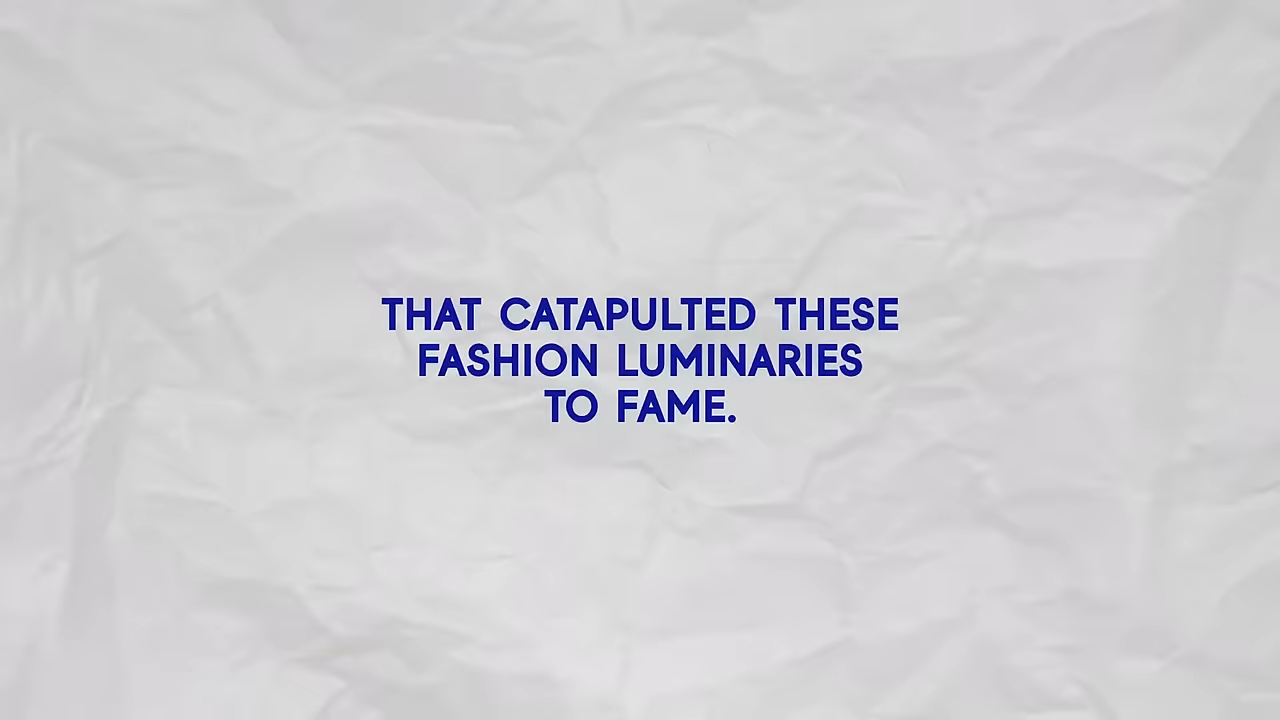 THAT CATAPULTED THESE
FASHION LUMINARIES
TO FAME.